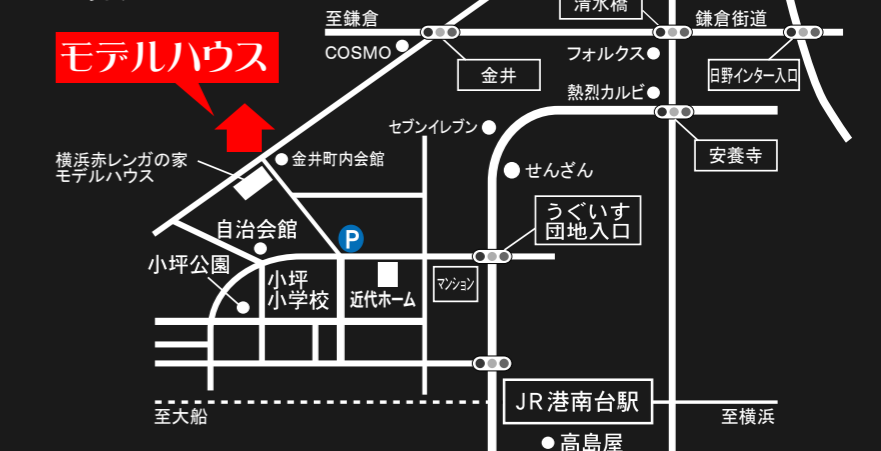 清水橋
至鎌倉
鎌倉街道
モデルハウス
COSMO
フォルクス
金井
日野インター入口
熱烈カルビ
セブンイレブン
安養寺
横浜赤レンガの家
モデルハウス
金井町内会館
せんざん
うぐいす
団地入口
自治会館
P
小坪公園
小坪
小学校
近代ホーム
マンション
JR港南台駅
至大船
至横浜
高島屋